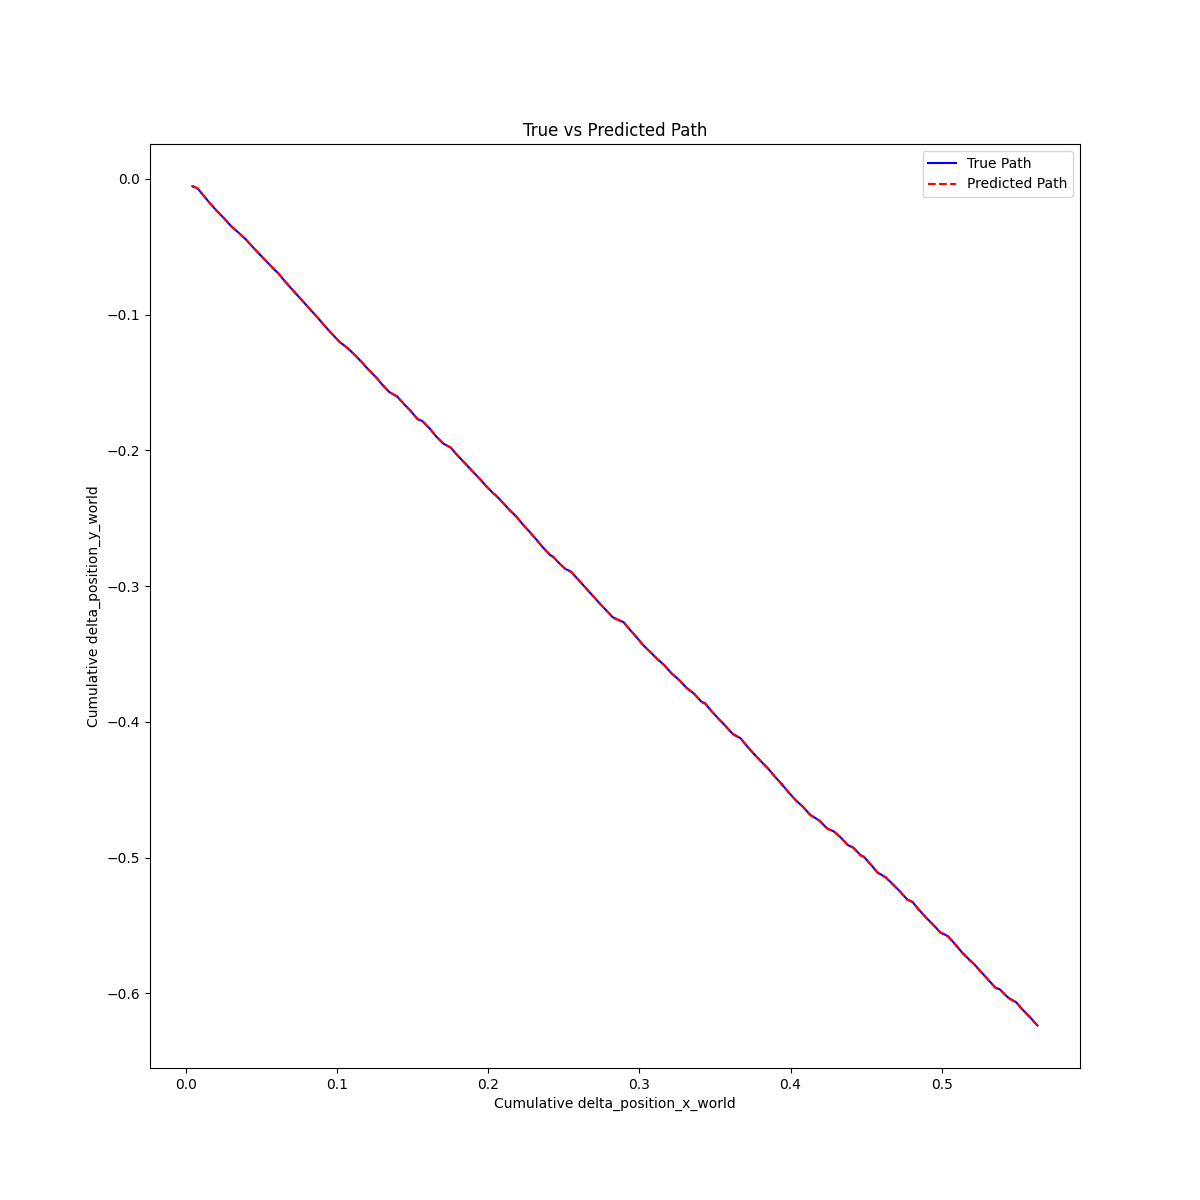 True vs Predicted Path
True Path
Predicted Path
0.0
−0.1
−0.2
−0.3
−0.4
−0.5
−0.6
Cumulative delta_position_y_world
0.0 0.1 0.2 0.3 0.4 0.5
Cumulative delta_position_x_world